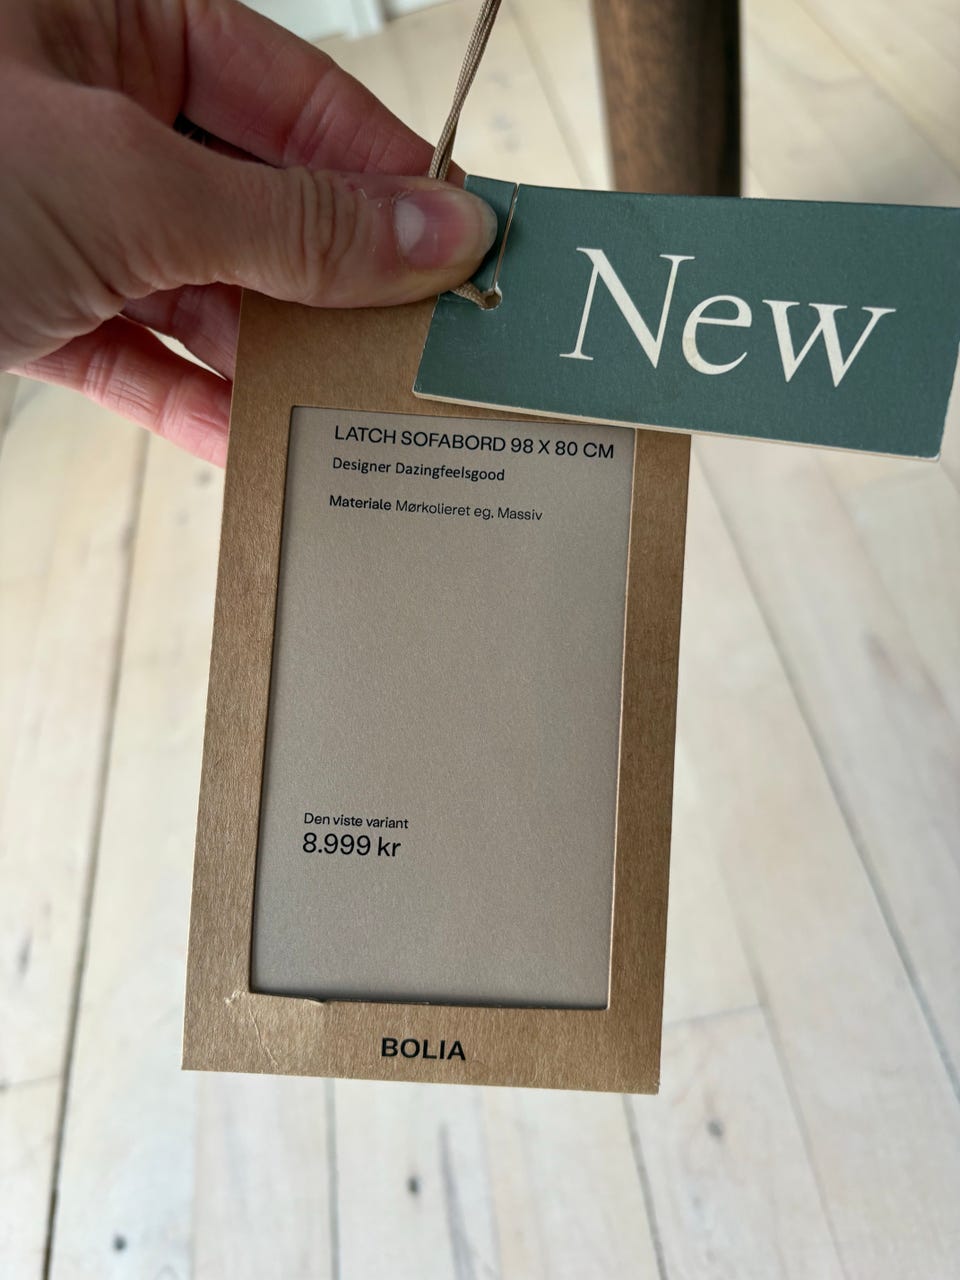 New
LATCH SOFABORD 98 X 80 CM
Designer Dazingfeelsgood
Materiale Mørkolieret eg, Massiv
Den viste variant
8.999 kr
BOLIA